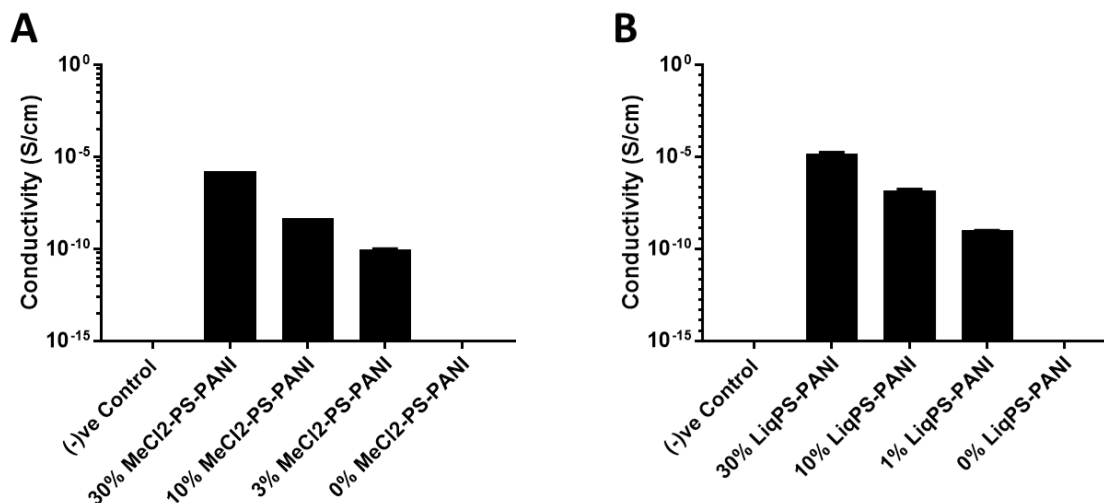 A
Conductivity (S/cm)
10^0
10^-5
10^-10
10^-15
(-)ve Control
30% MeCl2-PS-PANI
10% MeCl2-PS-PANI
3% MeCl2-PS-PANI
0% MeCl2-PS-PANI
B
Conductivity (S/cm)
10^0
10^-5
10^-10
10^-15
(-)ve Control
30% LiqPS-PANI
10% LiqPS-PANI
1% LiqPS-PANI
0% LiqPS-PANI